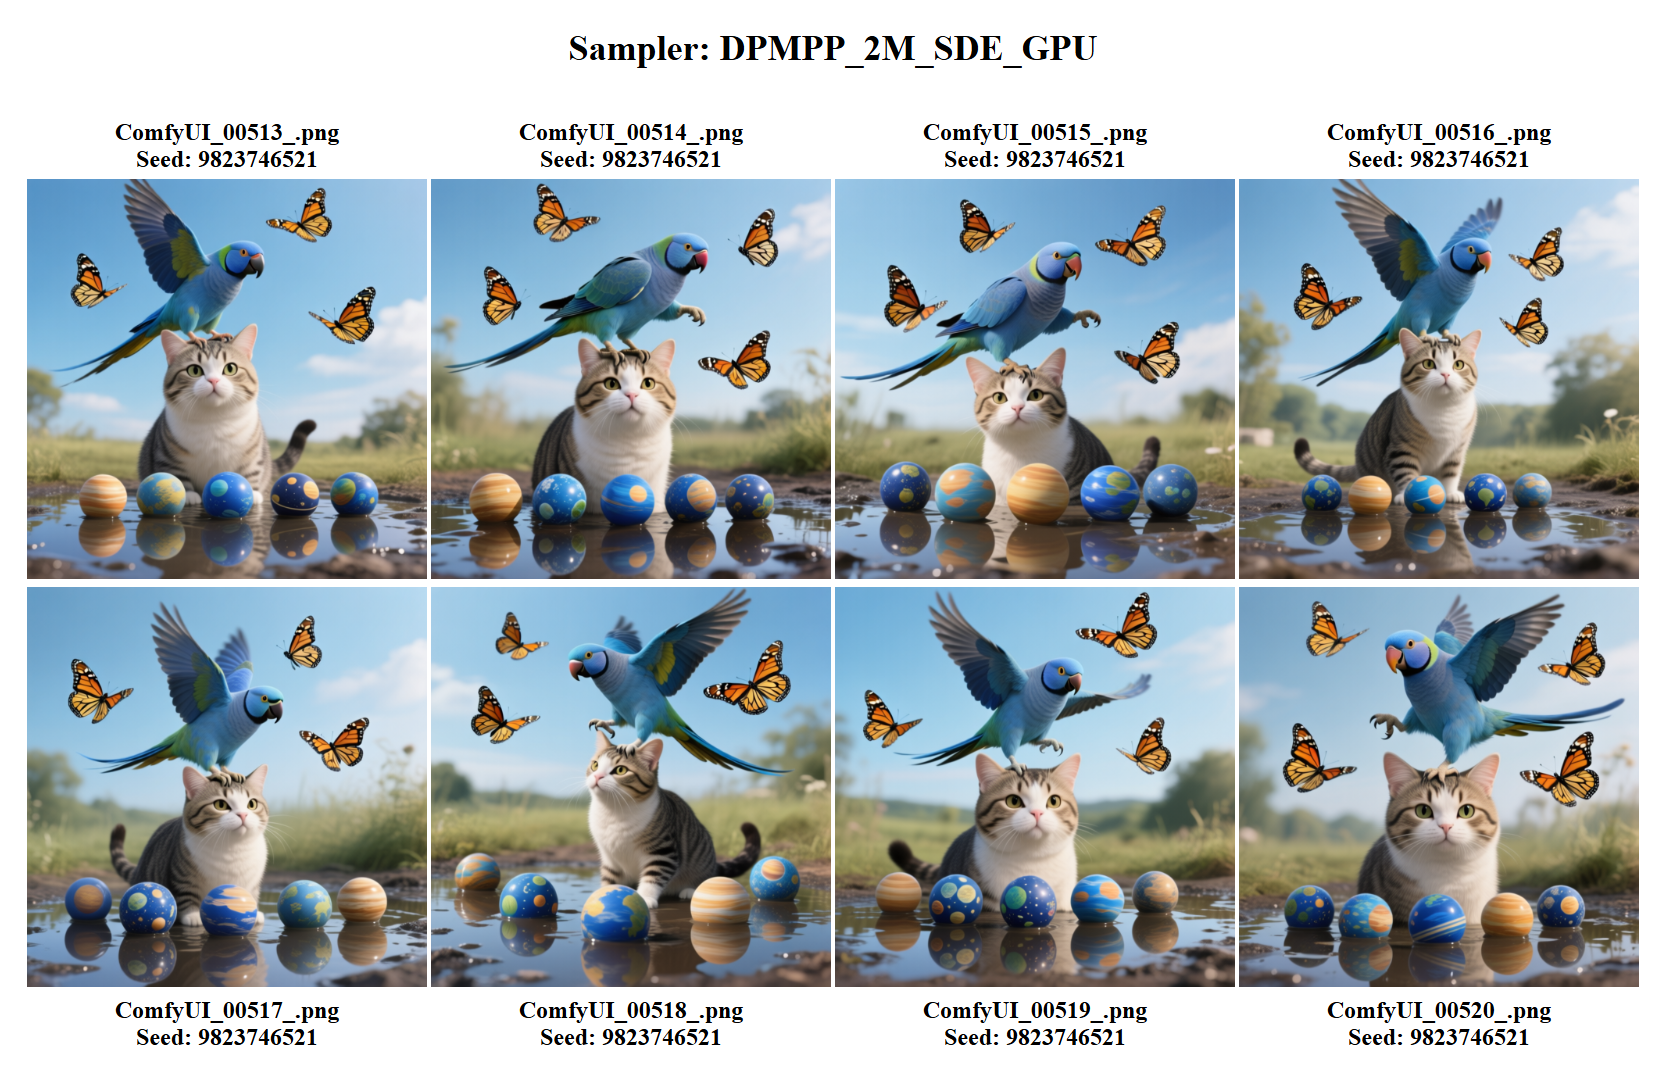 Sampler: DPMPP_2M_SDE_GPU
ComfyUI_00513_.png
Seed: 9823746521
ComfyUI_00514_.png
Seed: 9823746521
ComfyUI_00515_.png
Seed: 9823746521
ComfyUI_00516_.png
Seed: 9823746521
ComfyUI_00517_.png
Seed: 9823746521
ComfyUI_00518_.png
Seed: 9823746521
ComfyUI_00519_.png
Seed: 9823746521
ComfyUI_00520_.png
Seed: 9823746521